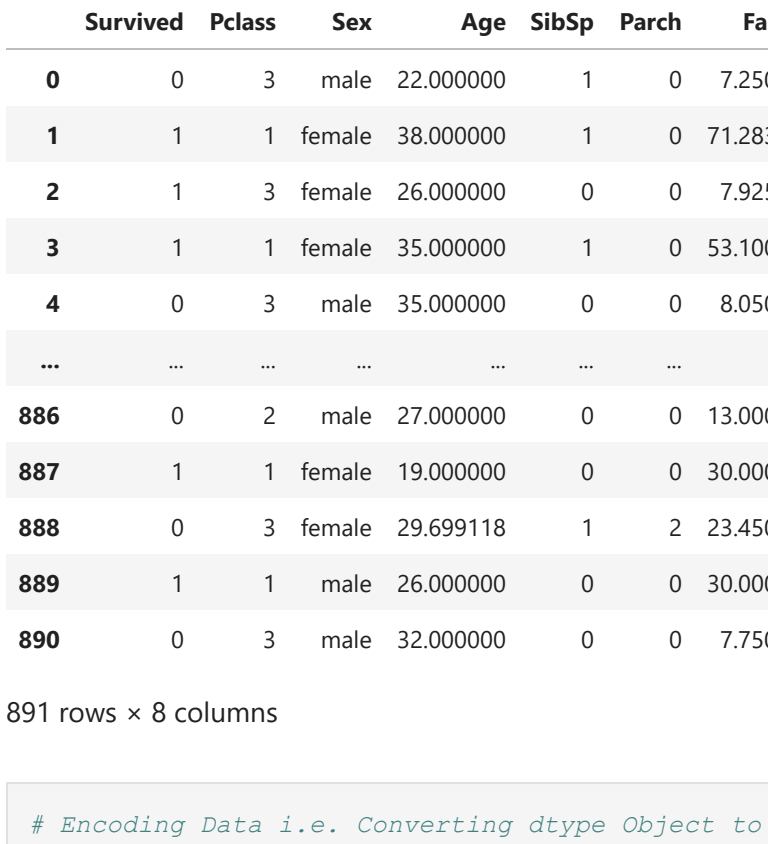 Survived Pclass Sex Age SibSp Parch
0 0 3 male 22.000000 1 0
1 1 1 female 38.000000 1 0
2 1 3 female 26.000000 0 0
3 1 1 female 35.000000 1 0
4 0 3 male 35.000000 0 0
... ... ... ... ... ... ...
886 0 2 male 27.000000 0 0
887 1 1 female 19.000000 0 0
888 0 3 female 29.699118 1 2
889 1 1 male 26.000000 0 0
890 0 3 male 32.000000 0 0
891 rows × 8 columns
# Encoding Data i.e. Converting dtype Object to